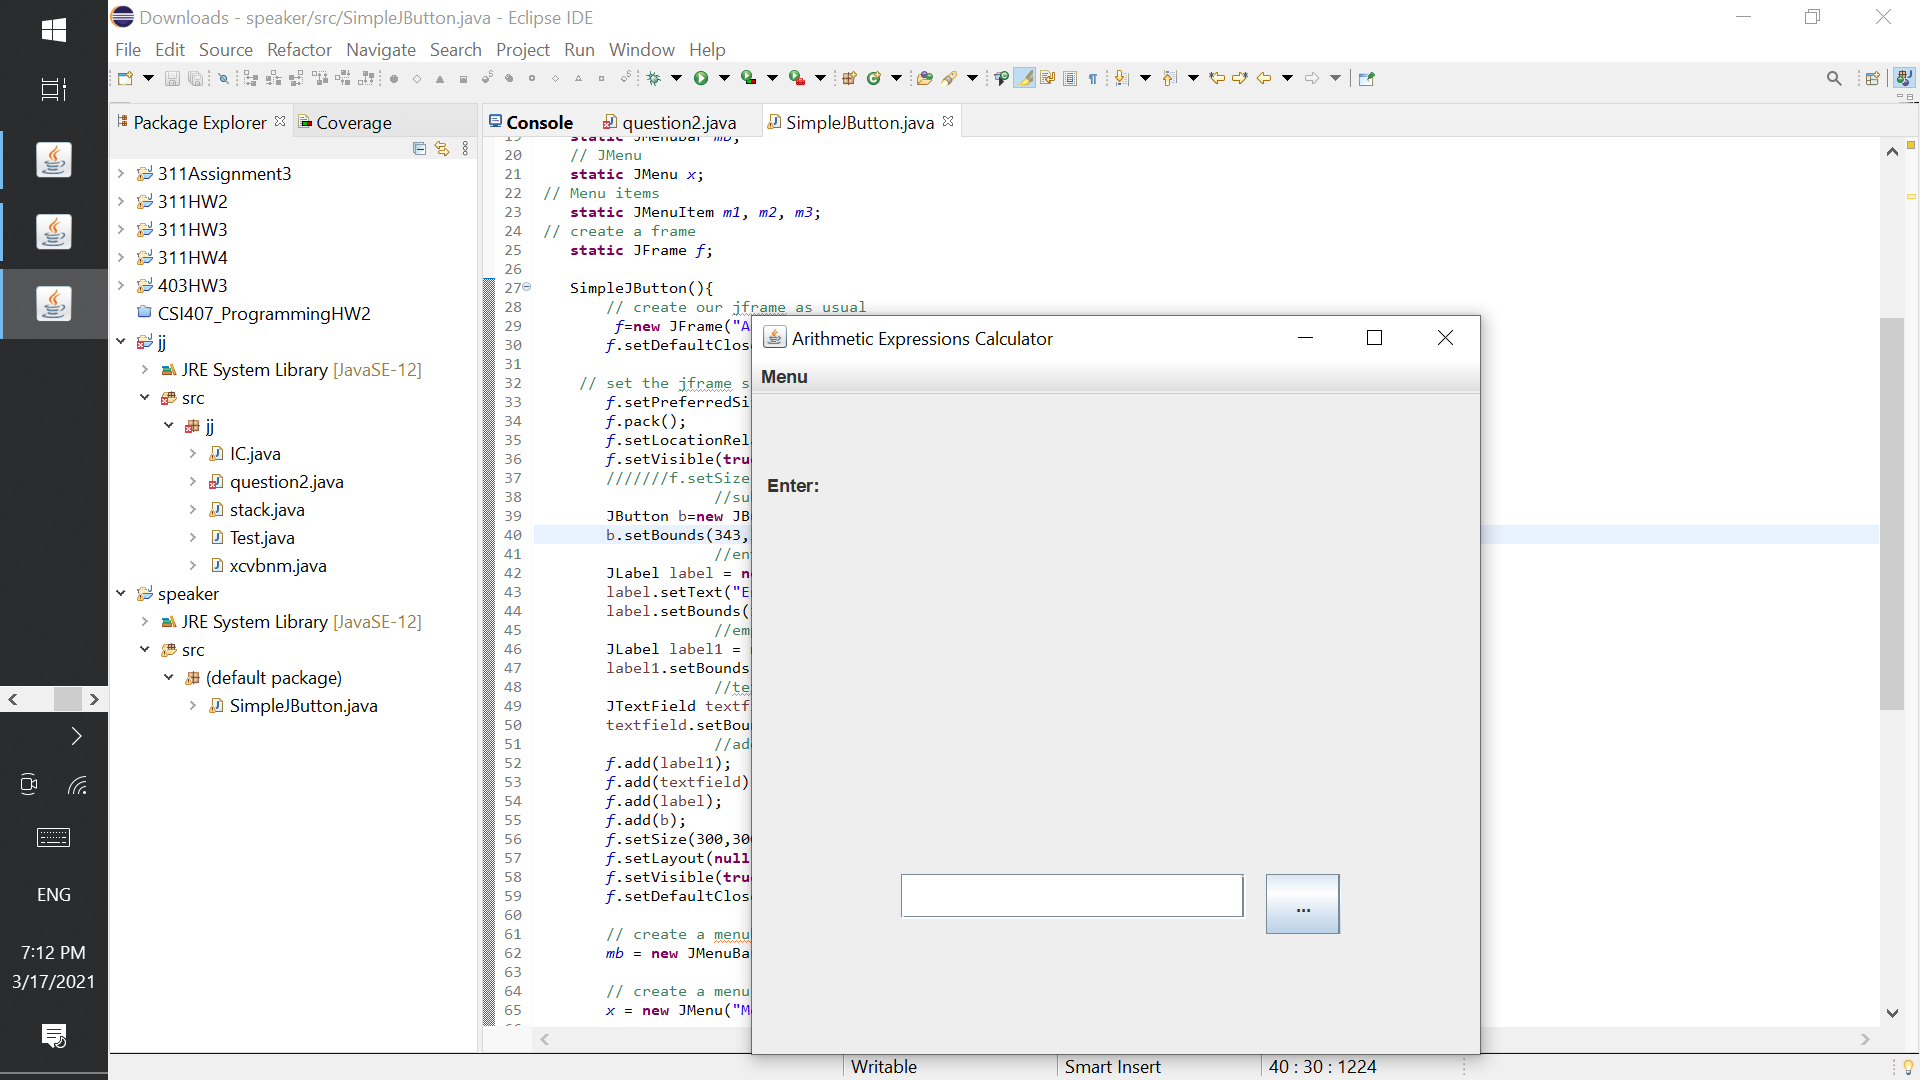 Downloads - speaker/src/SimpleJButton.java - Eclipse IDE
File Edit Source Refactor Navigate Search Project Run Window Help
Package Explorer
Coverage
Console
question2.java
SimpleJButton.java
311Assignment3
311HW2
311HW3
311HW4
403HW3
CSI407_ProgrammingHW2
jj
JRE System Library [JavaSE-12]
src
jj
IC.java
question2.java
stack.java
Test.java
xcvbnm.java
speaker
JRE System Library [JavaSE-12]
src
(default package)
SimpleJButton.java
19 static JMenuBar mb;
20 // JMenu
21 static JMenu x;
22 // Menu items
23 static JMenuItem m1, m2, m3;
24 // create a frame
25 static JFrame f;
26
27 SimpleJButton(){
28 // create our jframe as usual
29 f=new JFrame("A
30 f.setDefaultClos
31
32 // set the jframe s
33 f.setPreferredSi
34 f.pack();
35 f.setLocationRel
36 f.setVisible(tru
37 ///////f.setSize
38 //su
39 JButton b=new JB
40 b.setBounds(343,
41 //en
42 JLabel label = n
43 label.setText("E
44 label.setBounds(
45 //em
46 JLabel label1 =
47 label1.setBounds
48 //te
49 JTextField textf
50 textfield.setBou
51 //ad
52 f.add(label1);
53 f.add(textfield)
54 f.add(label);
55 f.add(b);
56 f.setSize(300,30
57 f.setLayout(null
58 f.setVisible(tru
59 f.setDefaultClos
60
61 // create a menu
62 mb = new JMenuBa
63
64 // create a menu
65 x = new JMenu("M
Arithmetic Expressions Calculator
Menu
Enter:
...
Writable
Smart Insert
40 : 30 : 1224
ENG
7:12 PM
3/17/2021